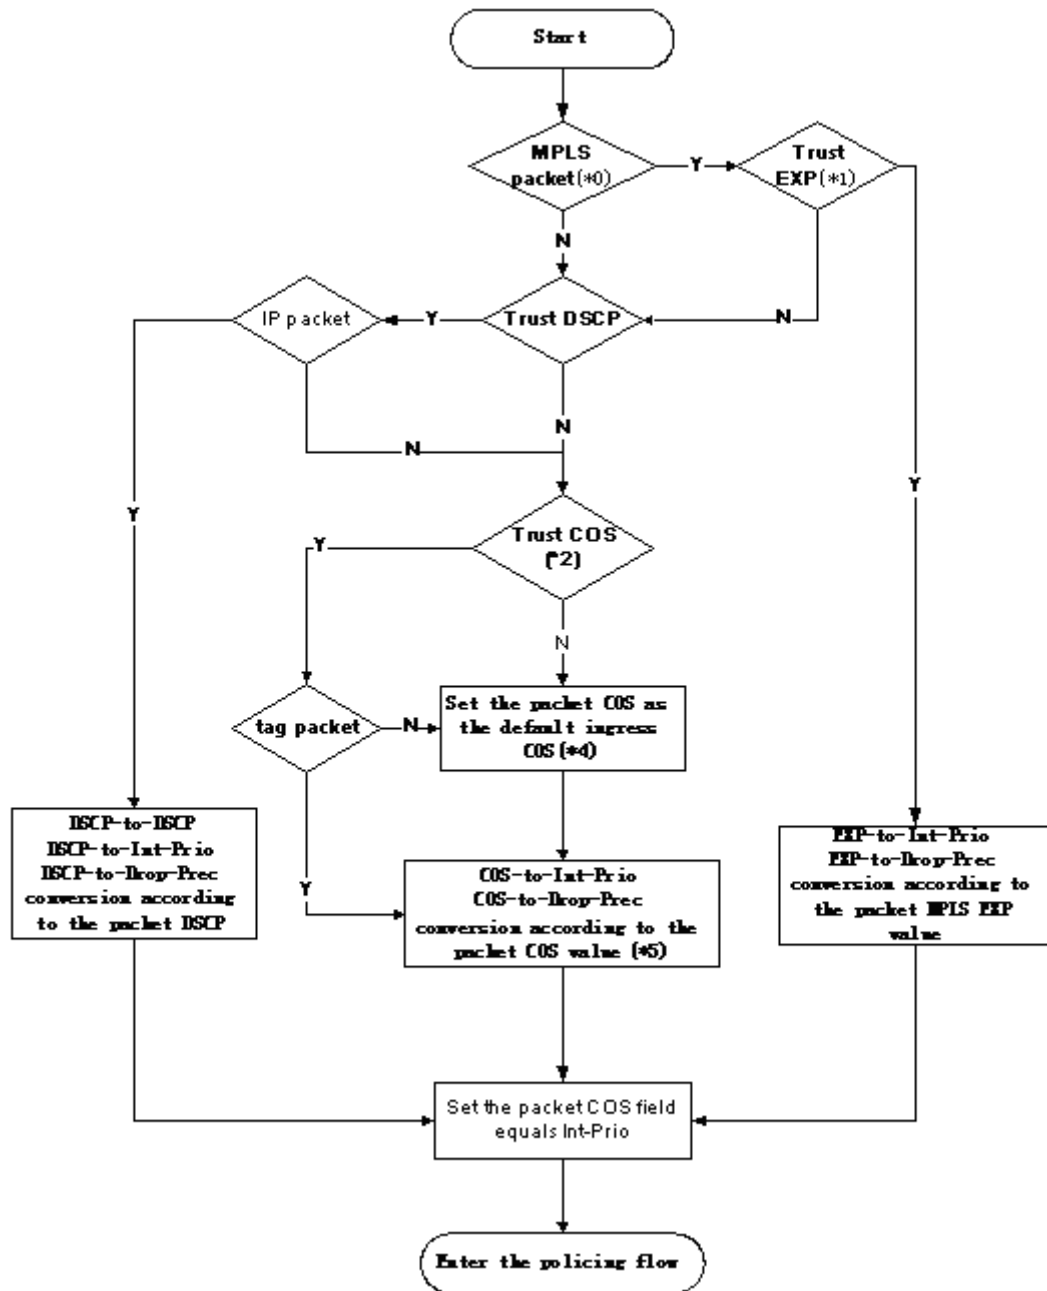 Start
MPLS
packet(*0)
Y
Trust
EXP(*1)
N
IP packet
Y
Trust DSCP
N
N
N
Y
Y
Trust COS
(*2)
Y
N
tag packet
N
Set the packet COS as
the default ingress
COS(*4)
DSCP-to-DSCP
DSCP-to-Int-Prio
DSCP-to-Drop-Prec
conversion according
to the packet DSCP
Y
COS-to-Int-Prio
COS-to-Drop-Prec
conversion according to the
packet COS value (*5)
EXP-to-Int-Prio
EXP-to-Drop-Prec
conversion according to
the packet MPLS EXP
value
Set the packet COS field
equals Int-Prio
Enter the policing flow